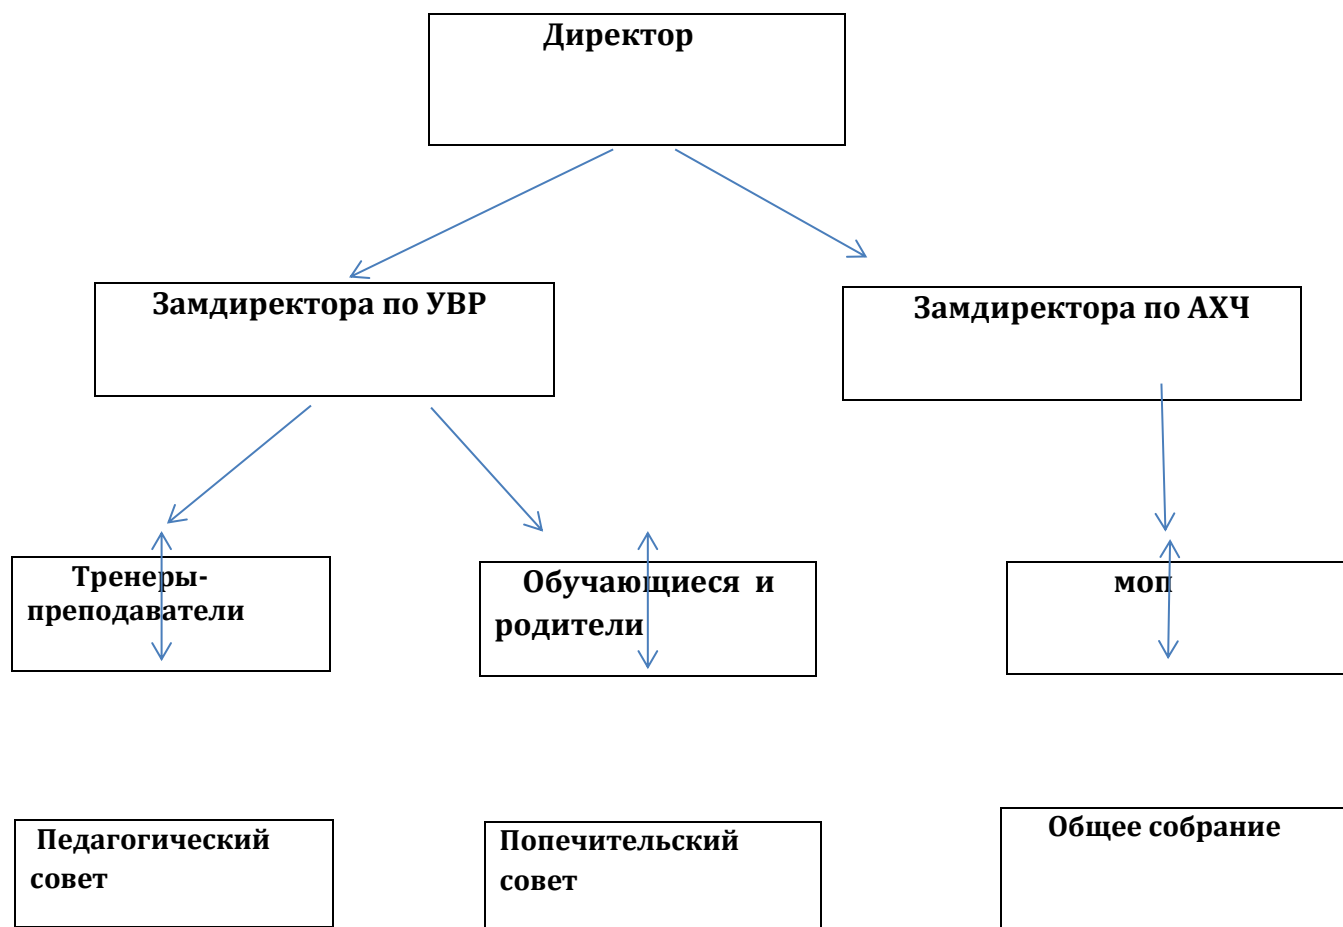 Директор
Замдиректора по УВР
Замдиректора по АХЧ
Тренеры-
преподаватели
Обучающиеся и
родители
моп
Педагогический
совет
Попечительский
совет
Общее собрание